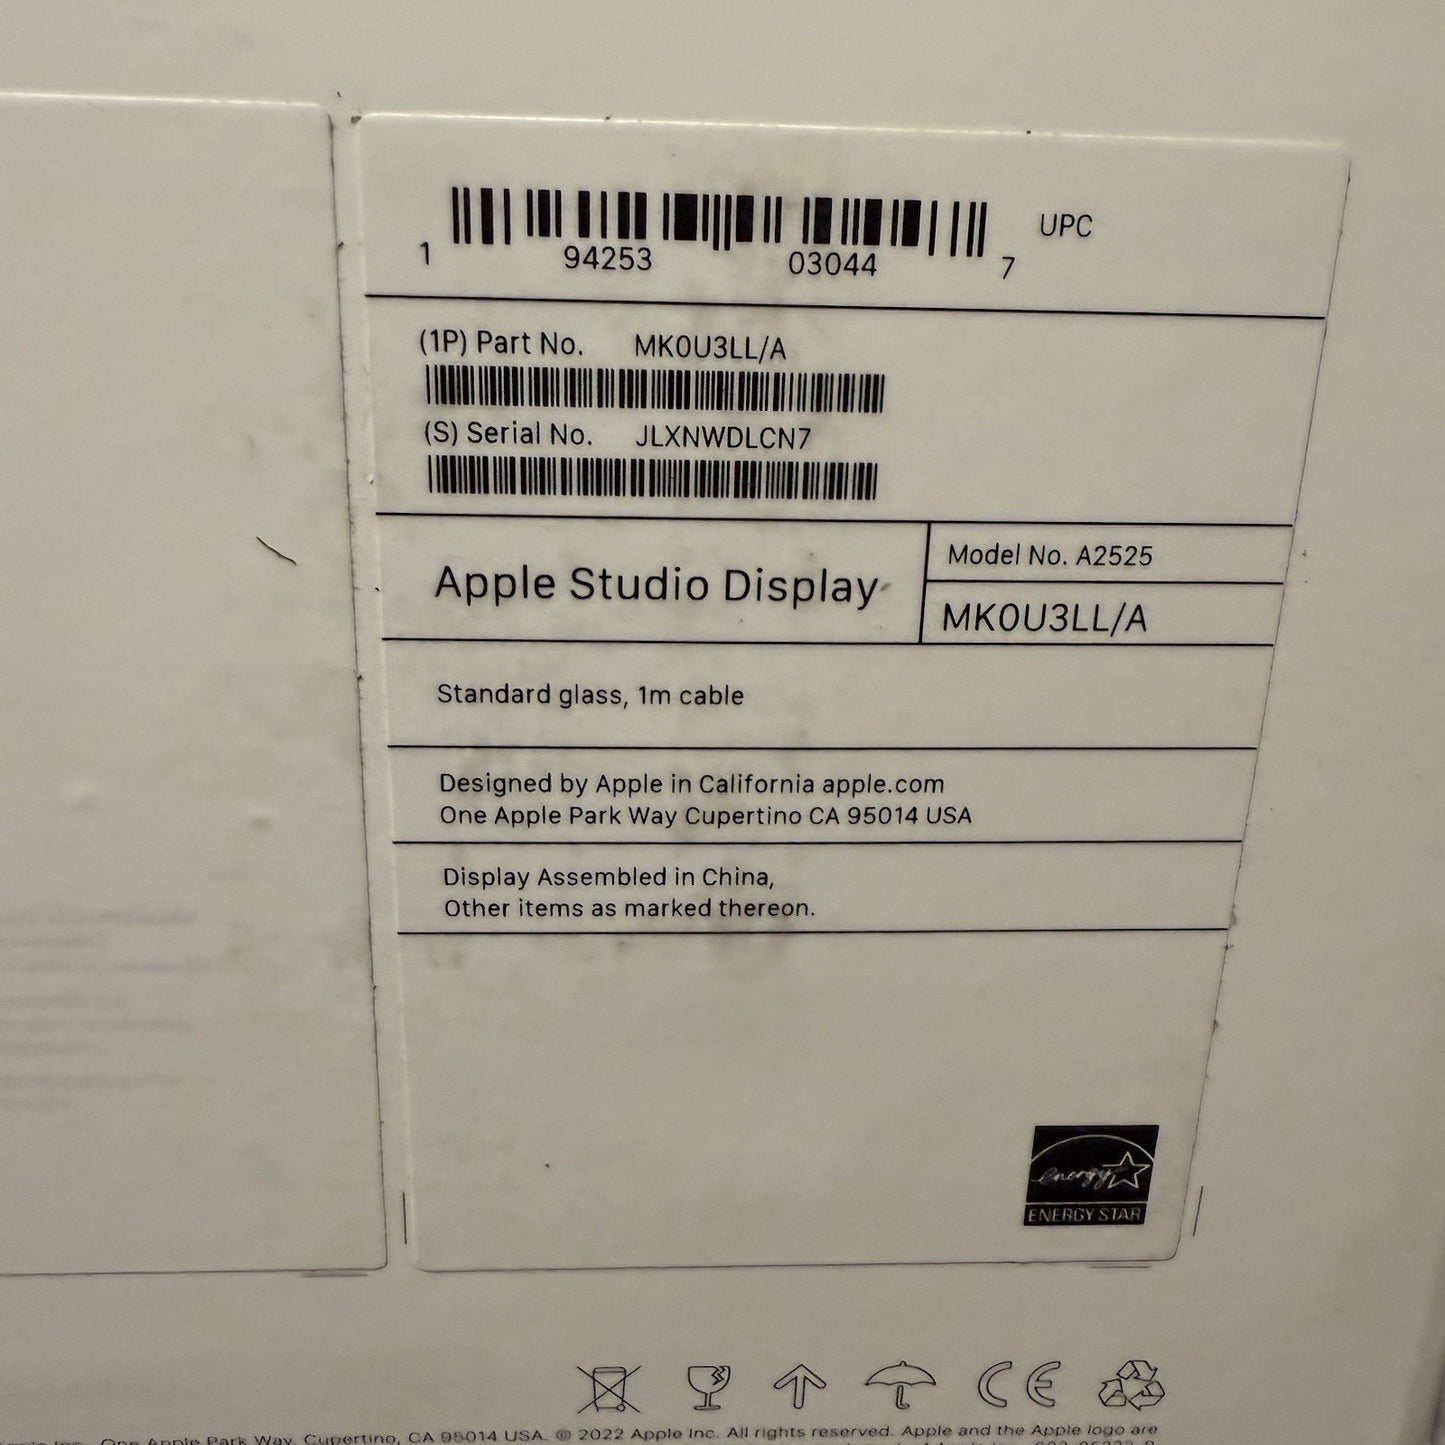 1 94253 03044 7 UPC
(1P) Part No. MK0U3LL/A
(S) Serial No. JLXNWDLCN7
Apple Studio Display
Model No. A2525
MK0U3LL/A
Standard glass, 1m cable
Designed by Apple in California apple.com
One Apple Park Way Cupertino CA 95014 USA
Display Assembled in China,
Other items as marked thereon.
energy
ENERGY STAR
CE
One Apple Park Way, Cupertino, CA 95014 USA. © 2022 Apple Inc. All rights reserved. Apple and the Apple logo are